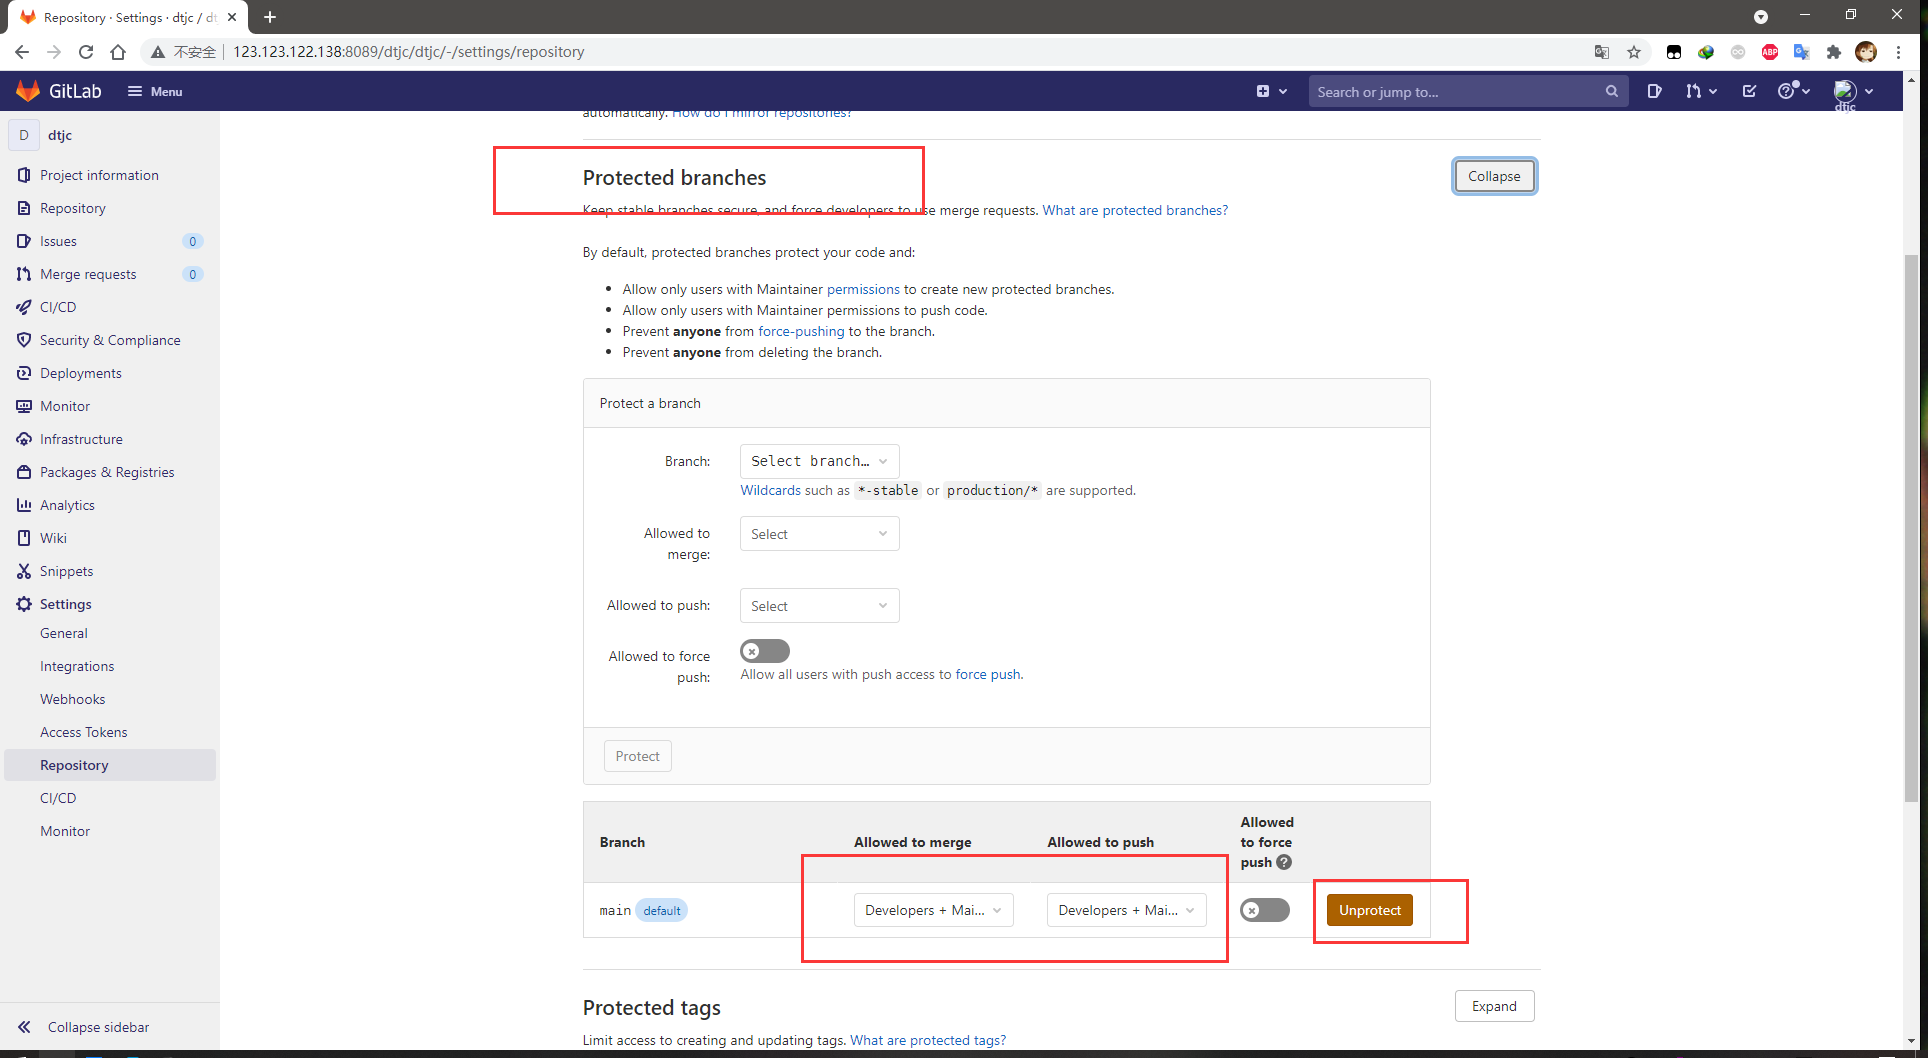 Repository · Settings · dtjc / dt
不安全
123.123.122.138:8089/dtjc/dtjc/-/settings/repository
ABP
GitLab
Menu
Search or jump to...
dtjc
D
dtjc
Project information
Repository
Issues 0
Merge requests 0
CI/CD
Security & Compliance
Deployments
Monitor
Infrastructure
Packages & Registries
Analytics
Wiki
Snippets
Settings
General
Integrations
Webhooks
Access Tokens
Repository
CI/CD
Monitor
Collapse sidebar
automatically. How do I mirror repositories?
Protected branches
Collapse
Keep stable branches secure, and force developers to use merge requests. What are protected branches?
By default, protected branches protect your code and:
Allow only users with Maintainer permissions to create new protected branches.
Allow only users with Maintainer permissions to push code.
Prevent anyone from force-pushing to the branch.
Prevent anyone from deleting the branch.
Protect a branch
Branch:
Select branch…
Wildcards such as *-stable or production/* are supported.
Allowed to
merge:
Select
Allowed to push:
Select
Allowed to force
push:
Allow all users with push access to force push.
Protect
Branch
Allowed to merge
Allowed to push
Allowed
to force
push ?
main default
Developers + Mai...
Developers + Mai...
Unprotect
Protected tags
Expand
Limit access to creating and updating tags. What are protected tags?